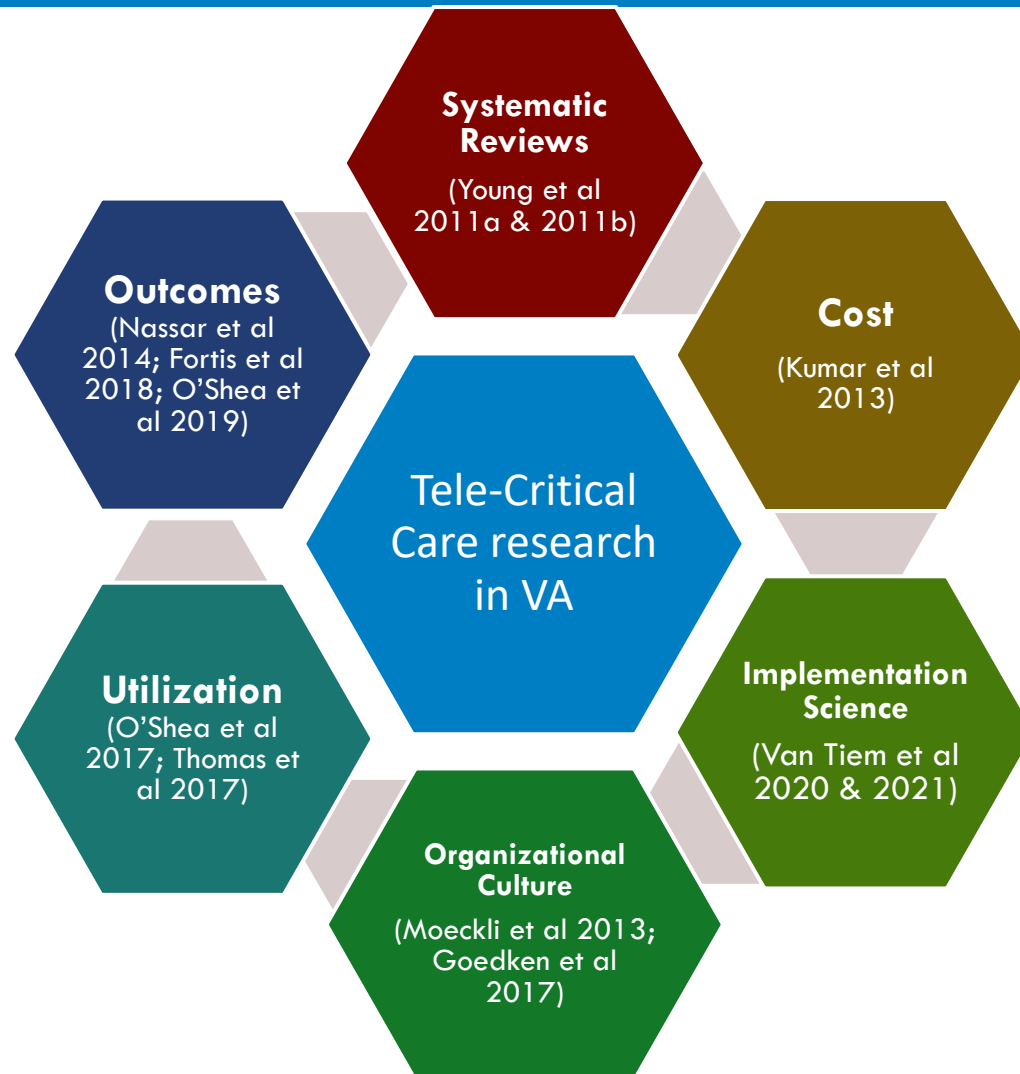 Systematic
Reviews
(Young et al
2011a & 2011b)
Cost
(Kumar et al
2013)
Implementation
Science
(Van Tiem et al
2020 & 2021)
Organizational
Culture
(Moeckli et al 2013;
Goedken et al
2017)
Utilization
(O’Shea et al
2017; Thomas et
al 2017)
Outcomes
(Nassar et al
2014; Fortis et al
2018; O’Shea et
al 2019)
Tele-Critical
Care research
in VA